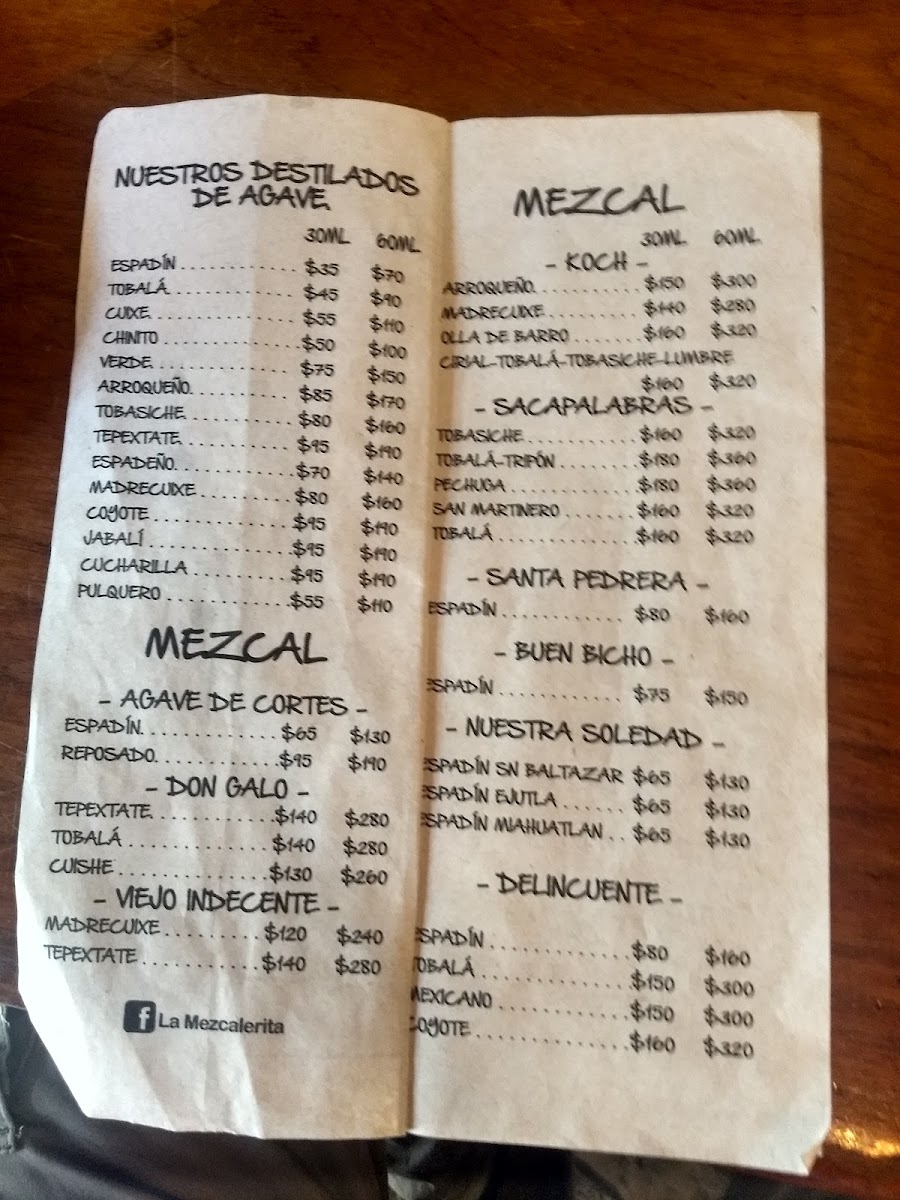 NUESTROS DESTILADOS
DE AGAVE
30ML 60ML
ESPADÍN............ $35 $70
TOBALÁ............. $45 $90
CUIXE.............. $55 $110
CHINITO............ $50 $100
VERDE.............. $75 $150
ARROQUEÑO.......... $85 $170
TOBASICHE.......... $80 $160
TEPEXTATE.......... $95 $190
ESPADEÑO........... $70 $140
MADRECUIXE......... $80 $160
COYOTE............. $95 $190
JABALÍ............. $95 $190
CUCHARILLA......... $95 $190
PULQUERO........... $55 $110
MEZCAL
- AGAVE DE CORTES -
ESPADÍN............ $65 $130
REPOSADO........... $95 $190
- DON GALO -
TEPEXTATE.......... $140 $280
TOBALÁ............. $140 $280
CUISHE............. $130 $260
- VIEJO INDECENTE -
MADRECUIXE......... $120 $240
TEPEXTATE.......... $140 $280
f La Mezcalerita
MEZCAL
30ML 60ML
- KOCH -
ARROQUEÑO.......... $150 $300
MADRECUIXE......... $140 $280
OLLA DE BARRO....... $160 $320
CIRIAL-TOBALÁ-TOBASICHE-LUMBRE
$160 $320
- SACAPALABRAS -
TOBASICHE.......... $160 $320
TOBALÁ-TRIPÓN....... $180 $360
PECHUGA............ $180 $360
SAN MARTINERO....... $160 $320
TOBALÁ............. $160 $320
- SANTA PEDRERA -
ESPADÍN............ $80 $160
- BUEN BICHO -
ESPADÍN............ $75 $150
- NUESTRA SOLEDAD -
ESPADÍN SN BALTAZAR $65 $130
ESPADÍN EJUTLA...... $65 $130
ESPADÍN MIAHUATLAN.. $65 $130
- DELINCUENTE -
ESPADÍN............ $80 $160
TOBALÁ............. $150 $300
MEXICANO........... $150 $300
COYOTE............. $160 $320